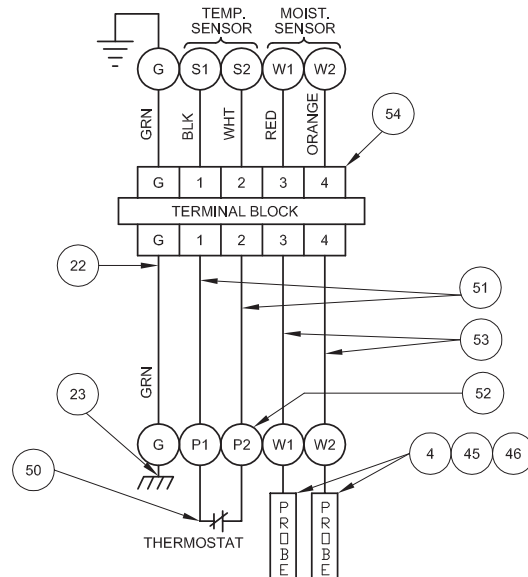 TEMP. SENSOR
MOIST. SENSOR
G S1 S2 W1 W2
GRN BLK WHT RED ORANGE
54
G 1 2 3 4
TERMINAL BLOCK
G 1 2 3 4
22
51
53
GRN
23
52
G P1 P2 W1 W2
50
4 45 46
THERMOSTAT
PROBE PROBE